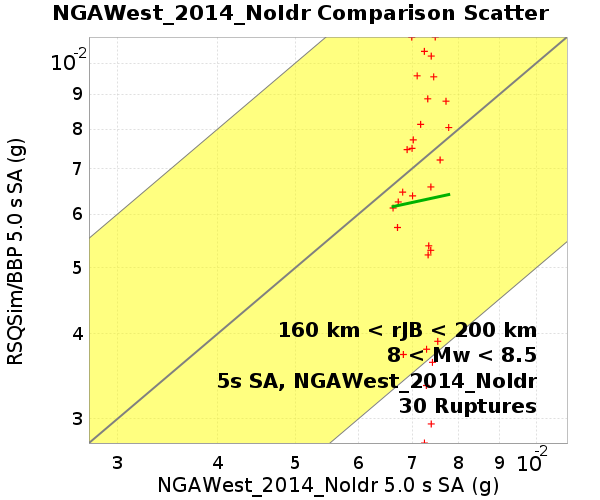 NGAWest_2014_NoIdr Comparison Scatter
RSQSim/BBP 5.0 s SA (g)
10-2
9
8
7
6
5
4
3
160 km < rJB < 200 km
8 < Mw < 8.5
5s SA, NGAWest_2014_NoIdr
30 Ruptures
3 4 5 6 7 8 9 10-2
NGAWest_2014_NoIdr 5.0 s SA (g)